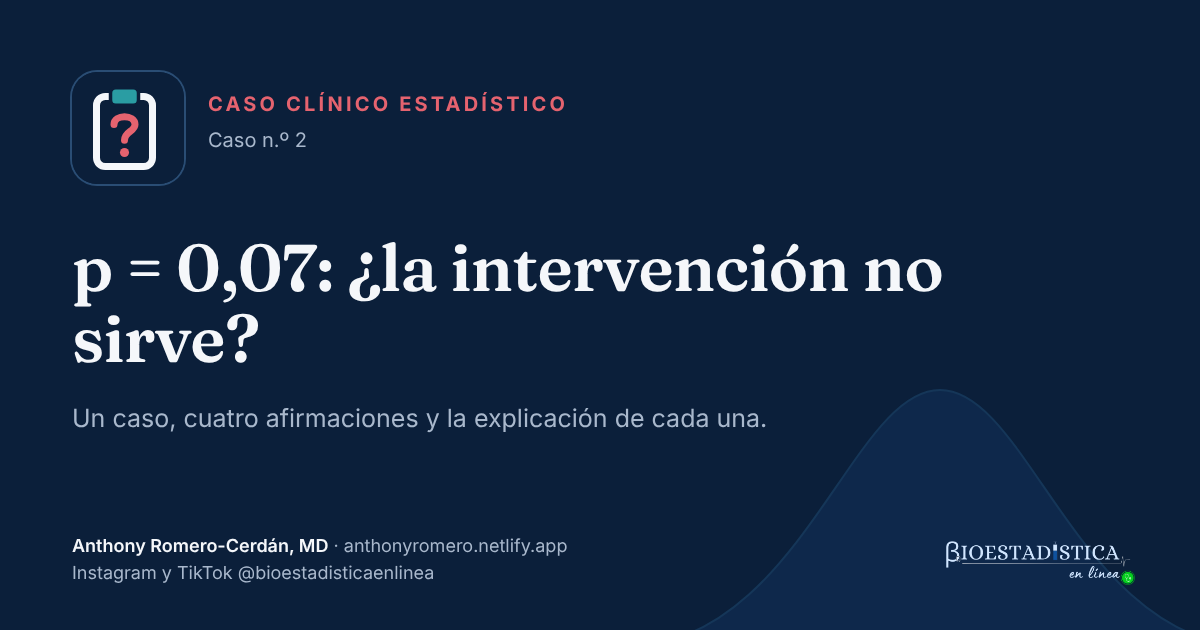 ?
CASO CLÍNICO ESTADÍSTICO
Caso n.º 2
p = 0,07: ¿la intervención no
sirve?
Un caso, cuatro afirmaciones y la explicación de cada una.
Anthony Romero-Cerdán, MD · anthonyromero.netlify.app
Instagram y TikTok @bioestadisticaenlinea
βIOESTADÍSTICA
en línea